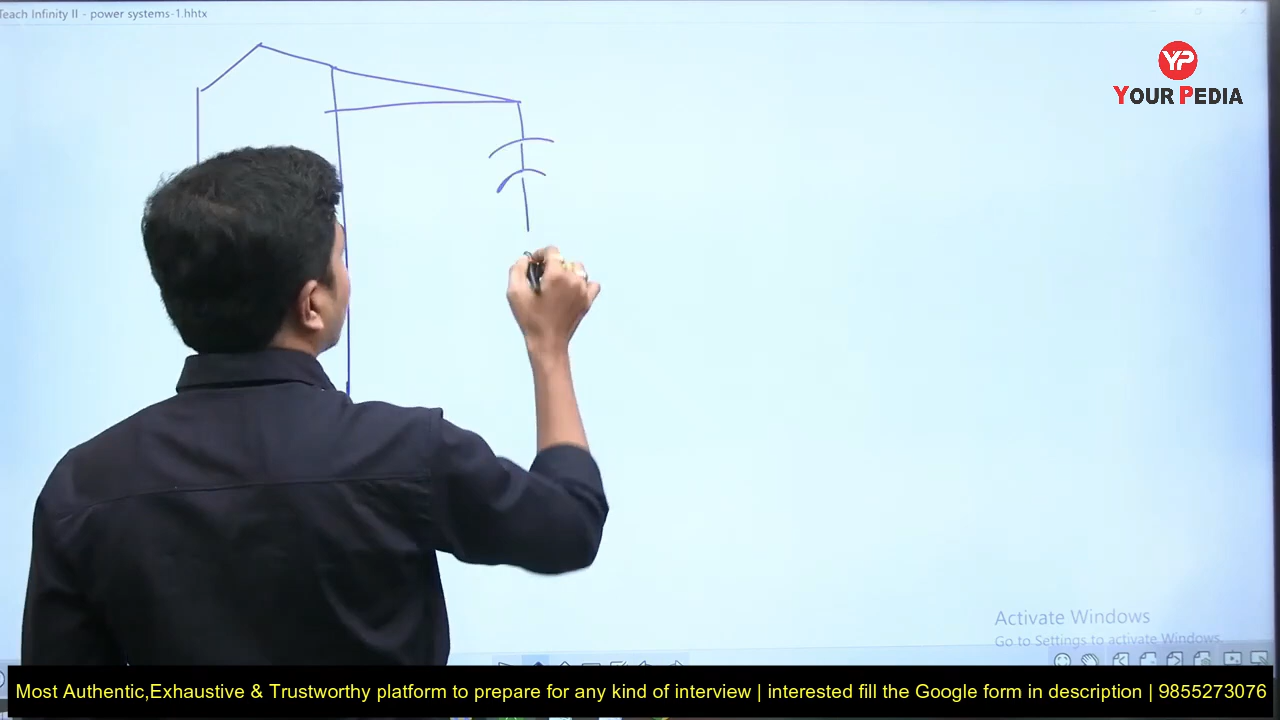 Teach Infinity II - power systems-1.hhtx
YP
YOUR PEDIA
Activate Windows
Go to Settings to activate Windows.
Most Authentic,Exhaustive & Trustworthy platform to prepare for any kind of interview | interested fill the Google form in description | 9855273076